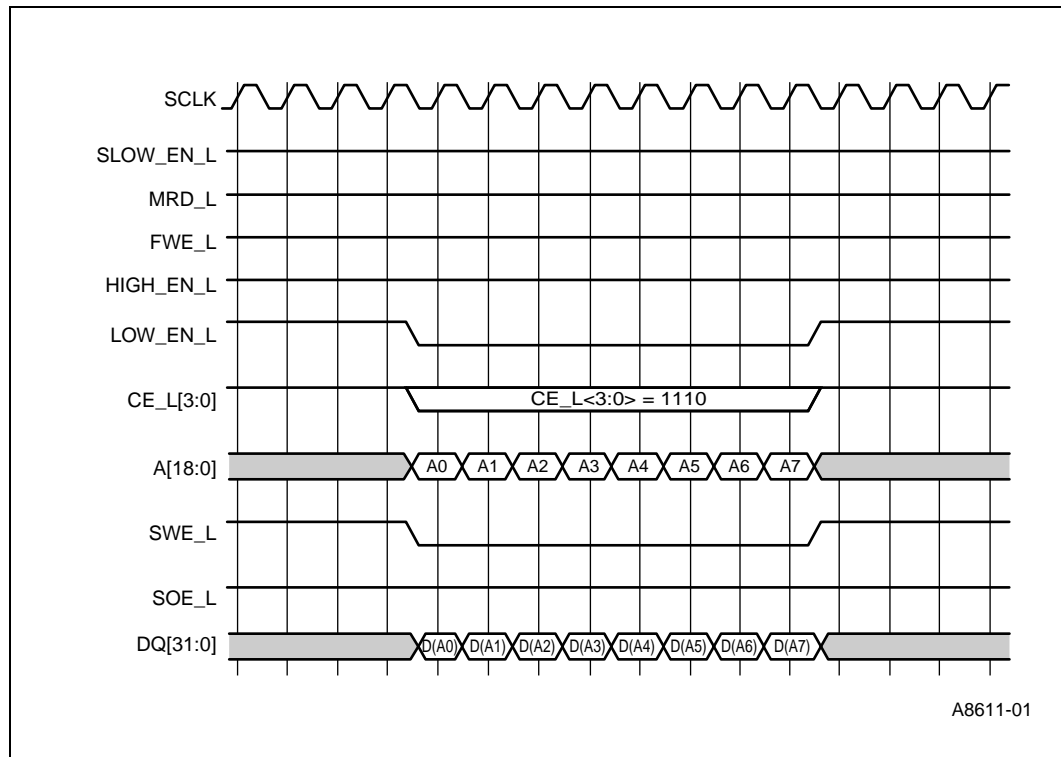 SCLK
SLOW_EN_L
MRD_L
FWE_L
HIGH_EN_L
LOW_EN_L
CE_L[3:0] CE_L<3:0> = 1110
A[18:0] A0 A1 A2 A3 A4 A5 A6 A7
SWE_L
SOE_L
DQ[31:0] D(A0) D(A1) D(A2) D(A3) D(A4) D(A5) D(A6) D(A7)
A8611-01